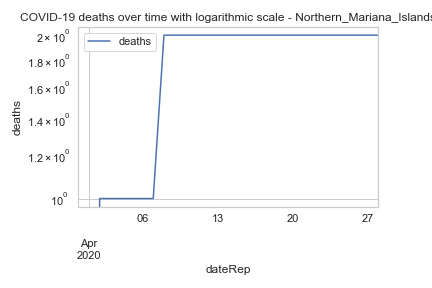 COVID-19 deaths over time with logarithmic scale - Northern_Mariana_Islands
deaths
2 × 10⁰
1.8 × 10⁰
1.6 × 10⁰
1.4 × 10⁰
1.2 × 10⁰
10⁰
deaths
06 13 20 27
Apr
2020
dateRep